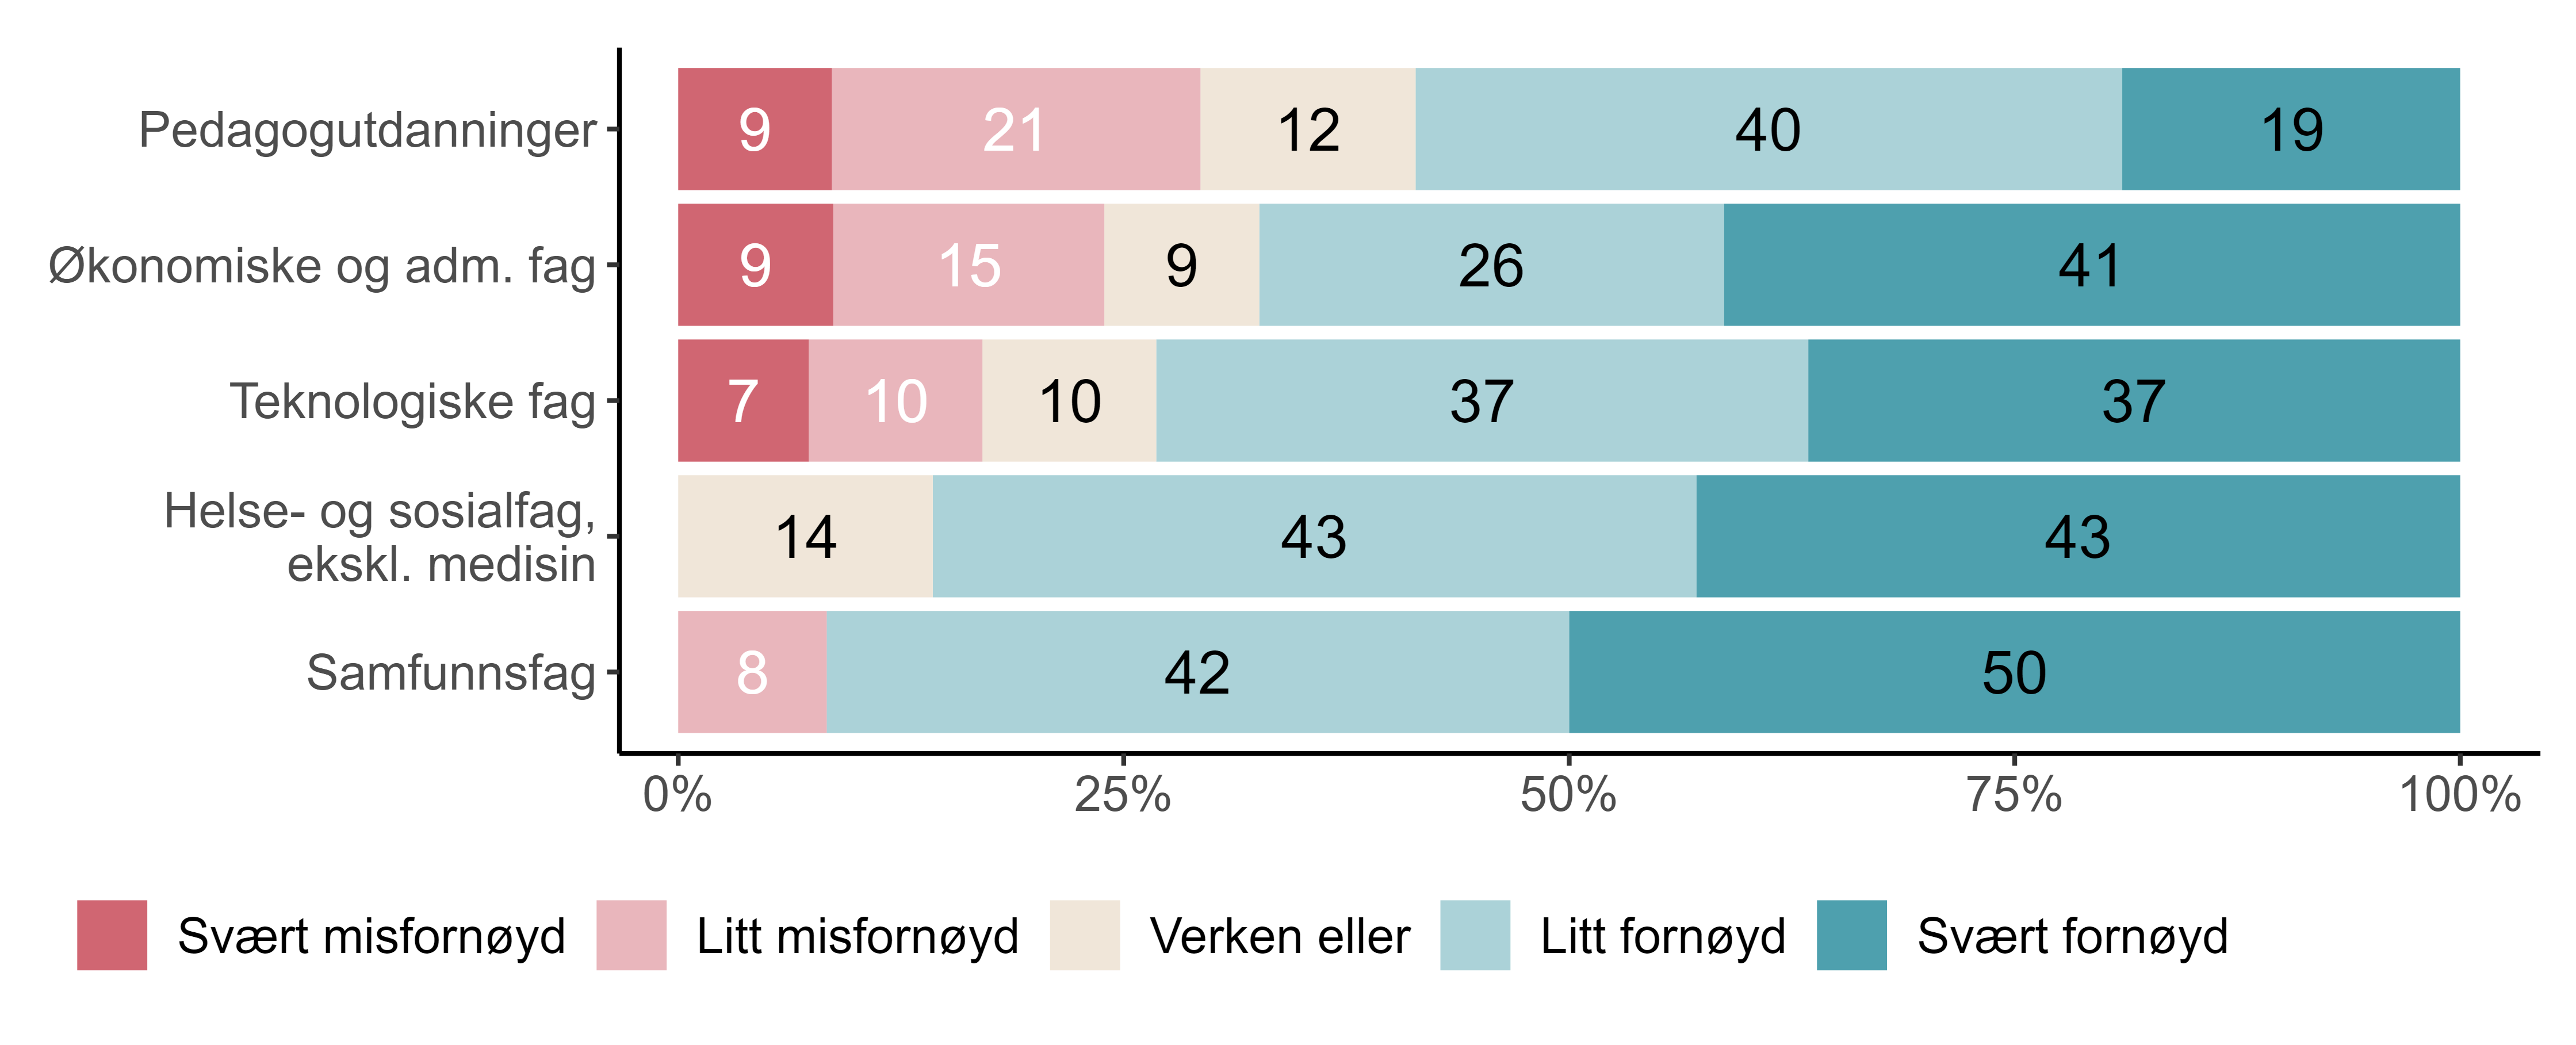 Pedagogutdanninger 9 21 12 40 19
Økonomiske og adm. fag 9 15 9 26 41
Teknologiske fag 7 10 10 37 37
Helse- og sosialfag,
ekskl. medisin 14 43 43
Samfunnsfag 8 42 50
0% 25% 50% 75% 100%
Svært misfornøyd Litt misfornøyd Verken eller Litt fornøyd Svært fornøyd